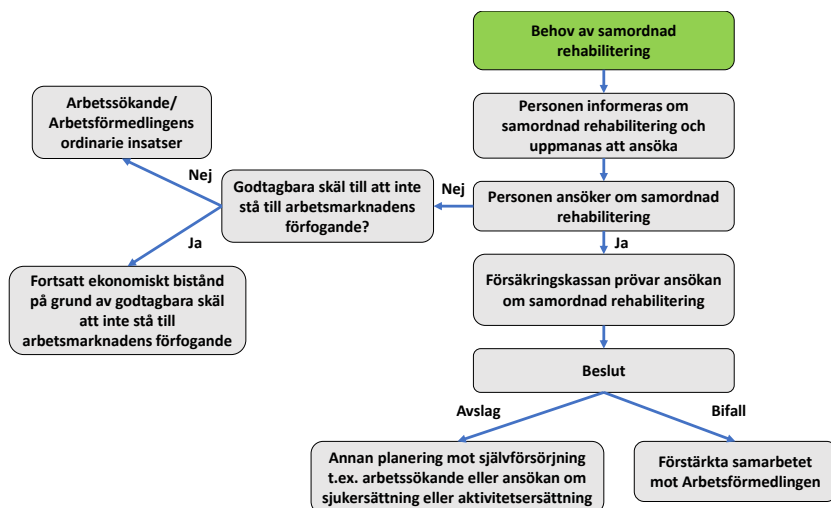 Behov av samordnad
rehabilitering
Personen informeras om
samordnad rehabilitering och
uppmanas att ansöka
Personen ansöker om samordnad
rehabilitering
Nej
Godtagbara skäl till att inte
stå till arbetsmarknadens
förfogande?
Nej
Arbetssökande/
Arbetsförmedlingens
ordinarie insatser
Ja
Fortsatt ekonomiskt bistånd
på grund av godtagbara skäl
att inte stå till
arbetsmarknadens förfogande
Ja
Försäkringskassan prövar ansökan
om samordnad rehabilitering
Beslut
Avslag
Annan planering mot självförsörjning
t.ex. arbetssökande eller ansökan om
sjukersättning eller aktivitetsersättning
Bifall
Förstärkta samarbetet
mot Arbetsförmedlingen